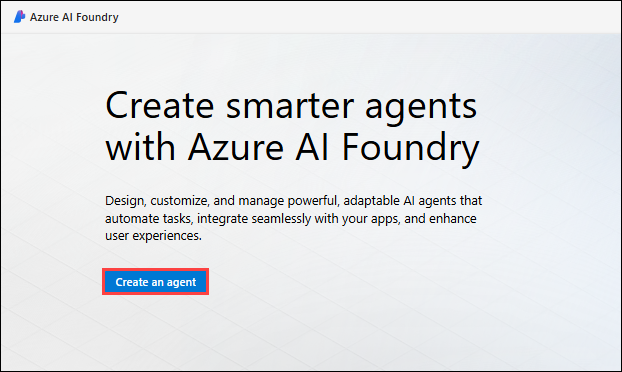 Azure AI Foundry
Create smarter agents
with Azure AI Foundry
Design, customize, and manage powerful, adaptable AI agents that
automate tasks, integrate seamlessly with your apps, and enhance
user experiences.
Create an agent